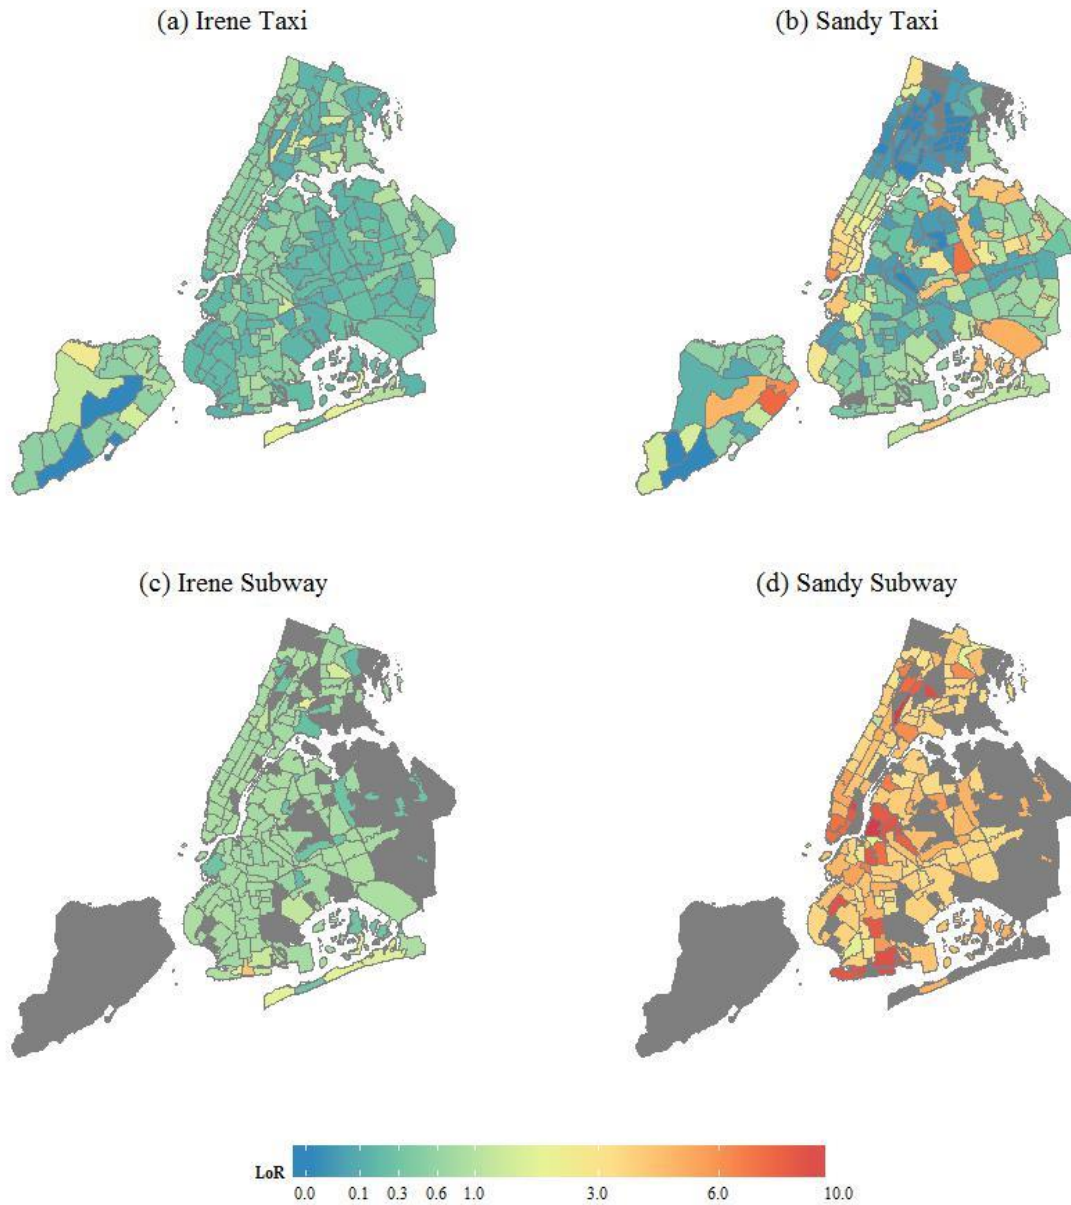 (a) Irene Taxi
(b) Sandy Taxi
(c) Irene Subway
(d) Sandy Subway
LoR
0.0 0.1 0.3 0.6 1.0 3.0 6.0 10.0